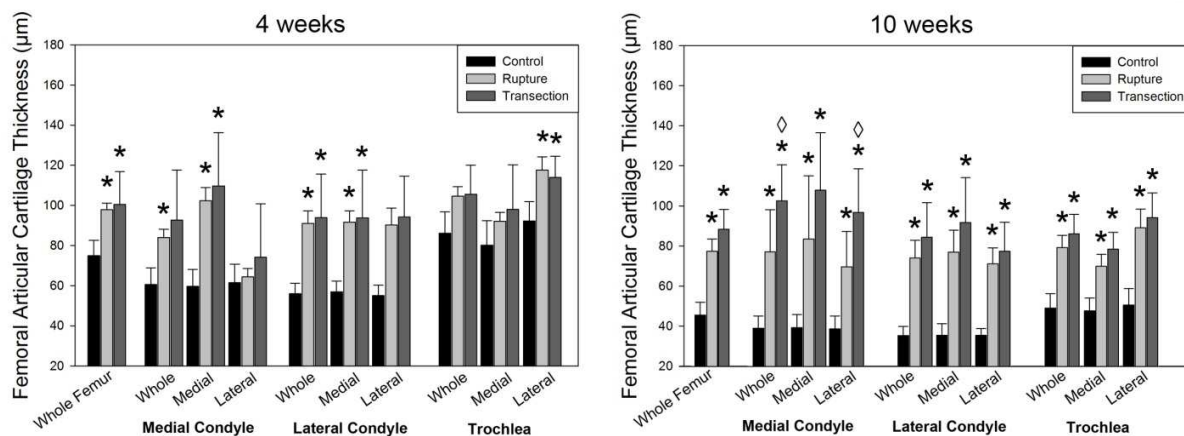 4 weeks
Femoral Articular Cartilage Thickness (µm)
180
160
140
120
100
80
60
40
20
Control
Rupture
Transection
* * * * * * * * * * * *
Whole Femur
Whole
Medial
Lateral
Whole
Medial
Lateral
Whole
Medial
Lateral
Medial Condyle
Lateral Condyle
Trochlea
10 weeks
Femoral Articular Cartilage Thickness (µm)
180
160
140
120
100
80
60
40
20
Control
Rupture
Transection
◊ ◊
* * * * * * * * * * * * * * * * * * * *
Whole Femur
Whole
Medial
Lateral
Whole
Medial
Lateral
Whole
Medial
Lateral
Medial Condyle
Lateral Condyle
Trochlea